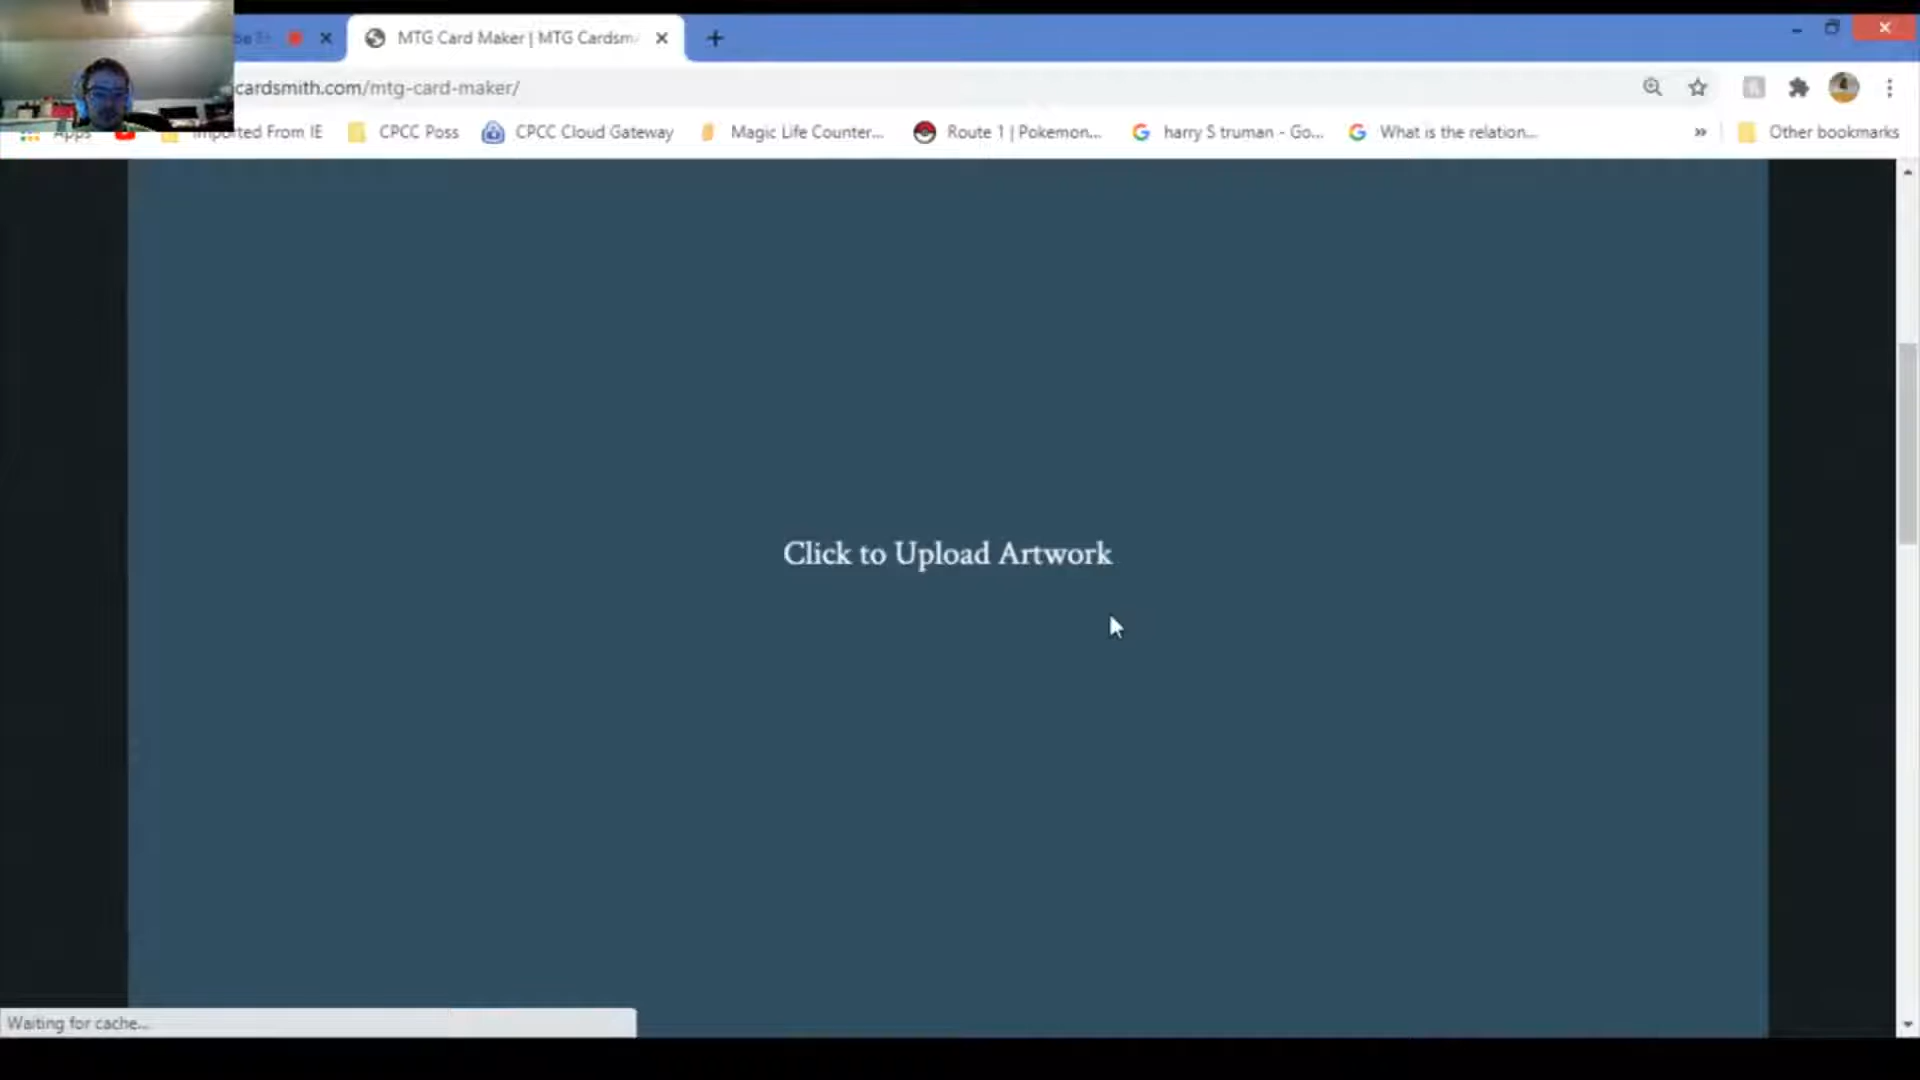 MTG Card Maker | MTG Cardsm
cardsmith.com/mtg-card-maker/
Apps
Imported From IE
CPCC Poss
CPCC Cloud Gateway
Magic Life Counter...
Route 1 | Pokemon...
harry S truman - Go...
What is the relation...
»
Other bookmarks
Click to Upload Artwork
Waiting for cache...